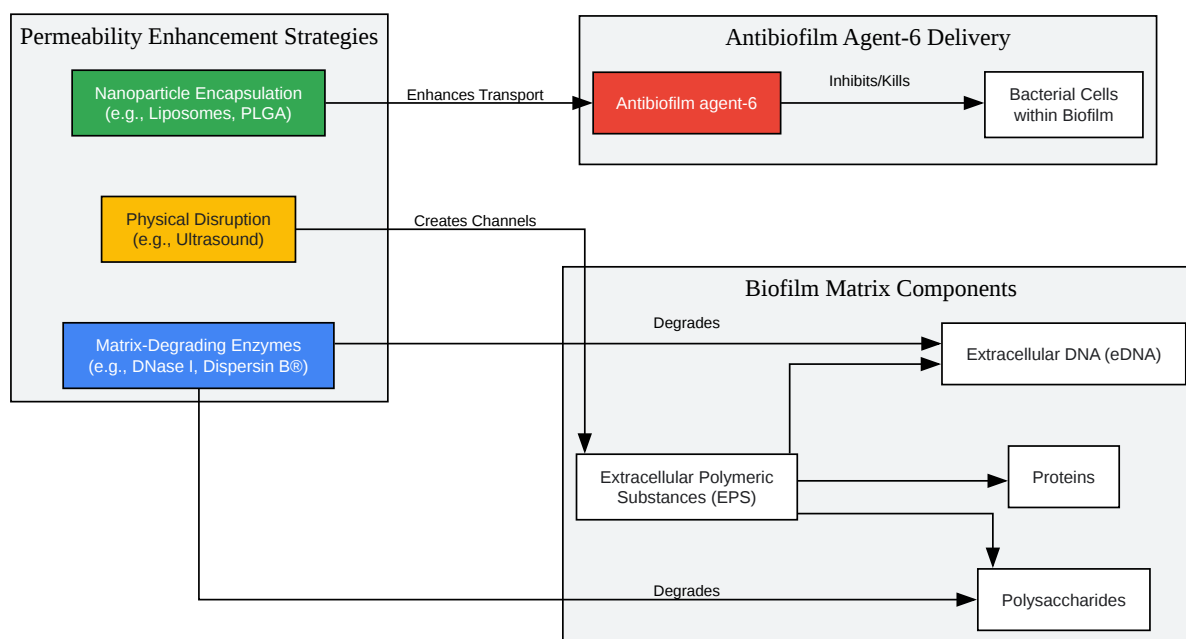 Permeability Enhancement Strategies
Nanoparticle Encapsulation
(e.g., Liposomes, PLGA)
Physical Disruption
(e.g., Ultrasound)
Matrix-Degrading Enzymes
(e.g., DNase I, Dispersin B®)
Enhances Transport
Creates Channels
Degrades
Degrades
Antibiofilm Agent-6 Delivery
Antibiofilm agent-6
Inhibits/Kills
Bacterial Cells
within Biofilm
Biofilm Matrix Components
Extracellular DNA (eDNA)
Extracellular Polymeric
Substances (EPS)
Proteins
Polysaccharides